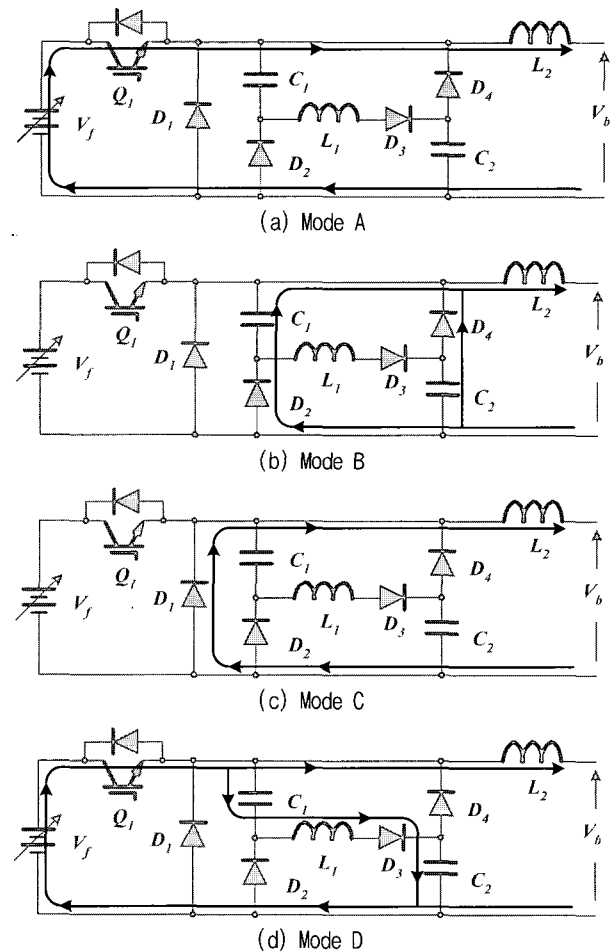 Q1
Vf
D1
C1
D2
L1
D3
D4
C2
L2
Vb
(a) Mode A
Q1
Vf
D1
C1
D2
L1
D3
D4
C2
L2
Vb
(b) Mode B
Q1
Vf
D1
C1
D2
L1
D3
D4
C2
L2
Vb
(c) Mode C
Q1
Vf
D1
C1
D2
L1
D3
D4
C2
L2
Vb
(d) Mode D